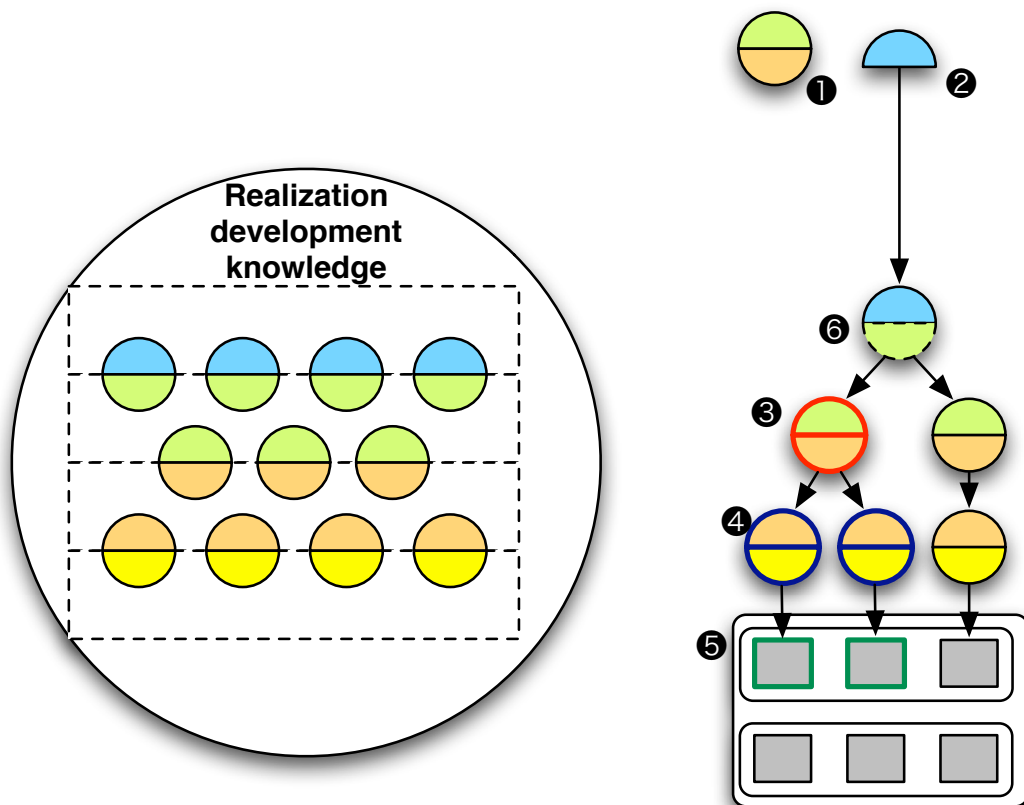 ❶
❷
Realization
development
knowledge
❻
❸
❹
❺